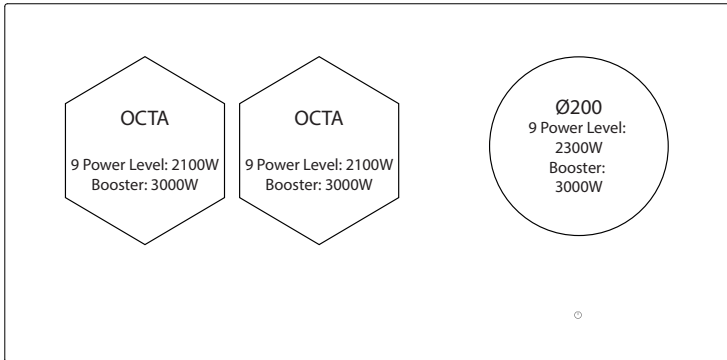 OCTA
9 Power Level: 2100W
Booster: 3000W
OCTA
9 Power Level: 2100W
Booster: 3000W
Ø200
9 Power Level:
2300W
Booster:
3000W